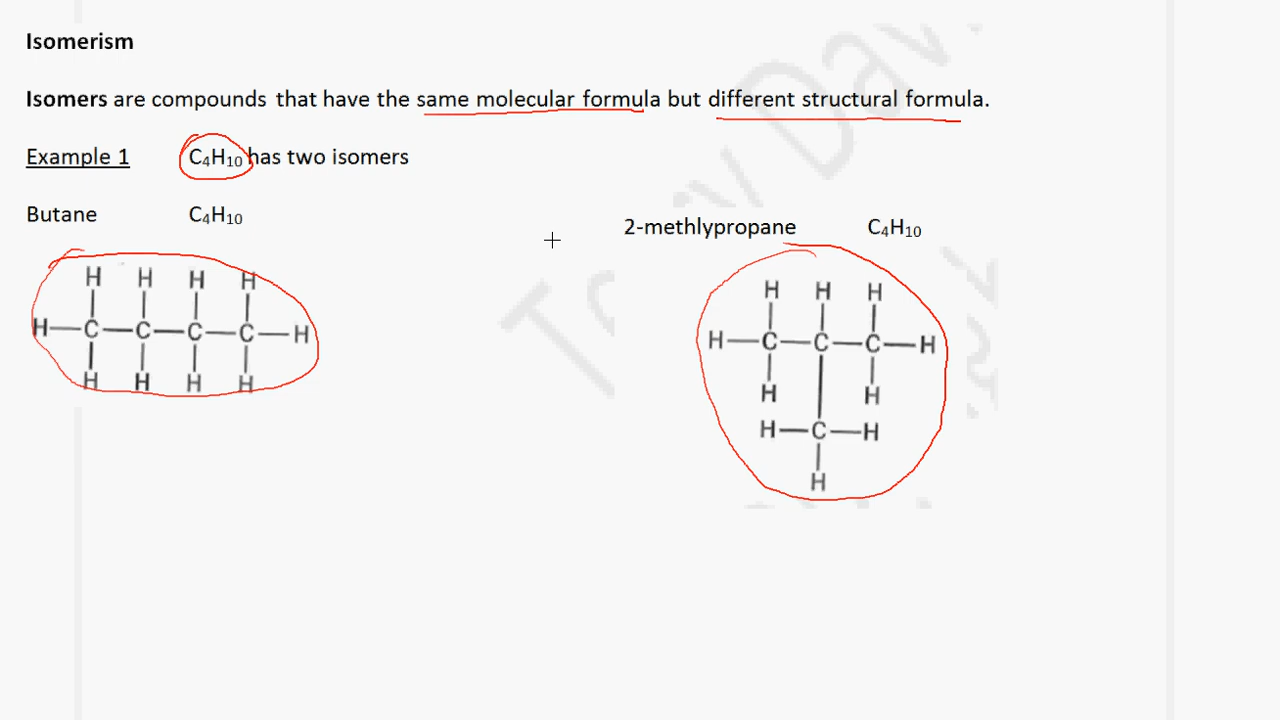 Isomerism
Isomers are compounds that have the same molecular formula but different structural formula.
Example 1 C₄H₁₀ has two isomers
Butane C₄H₁₀
2-methlypropane C₄H₁₀
H H H H
H—C—C—C—C—H
H H H H
H H H
H—C—C—C—H
H H
H—C—H
H